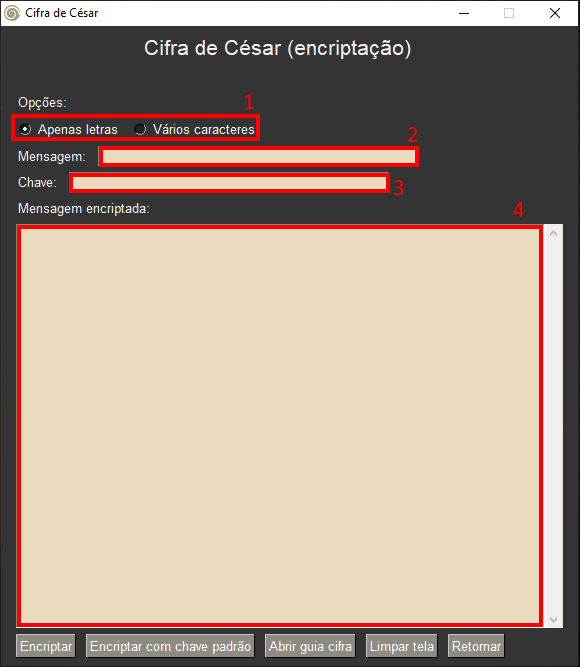 Cifra de César
Cifra de César (encriptação)
Opções:
1
Apenas letras Vários caracteres
2
Mensagem:
Chave:
3
Mensagem encriptada:
4
Encriptar Encriptar com chave padrão Abrir guia cifra Limpar tela Retornar